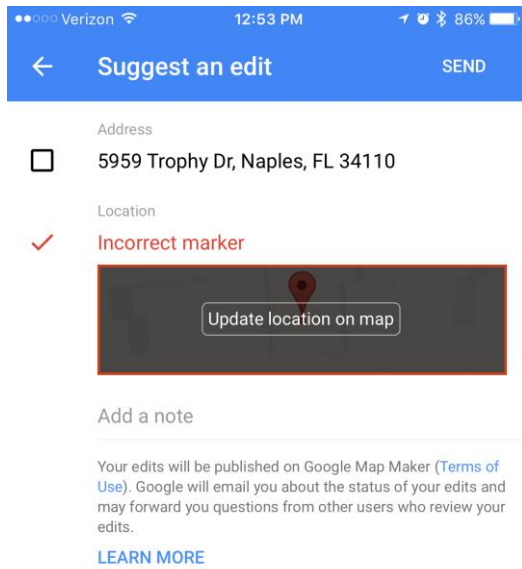 Verizon 12:53 PM 86%
Suggest an edit SEND
Address
5959 Trophy Dr, Naples, FL 34110
Location
Incorrect marker
Update location on map
Add a note
Your edits will be published on Google Map Maker (Terms of
Use). Google will email you about the status of your edits and
may forward you questions from other users who review your
edits.
LEARN MORE